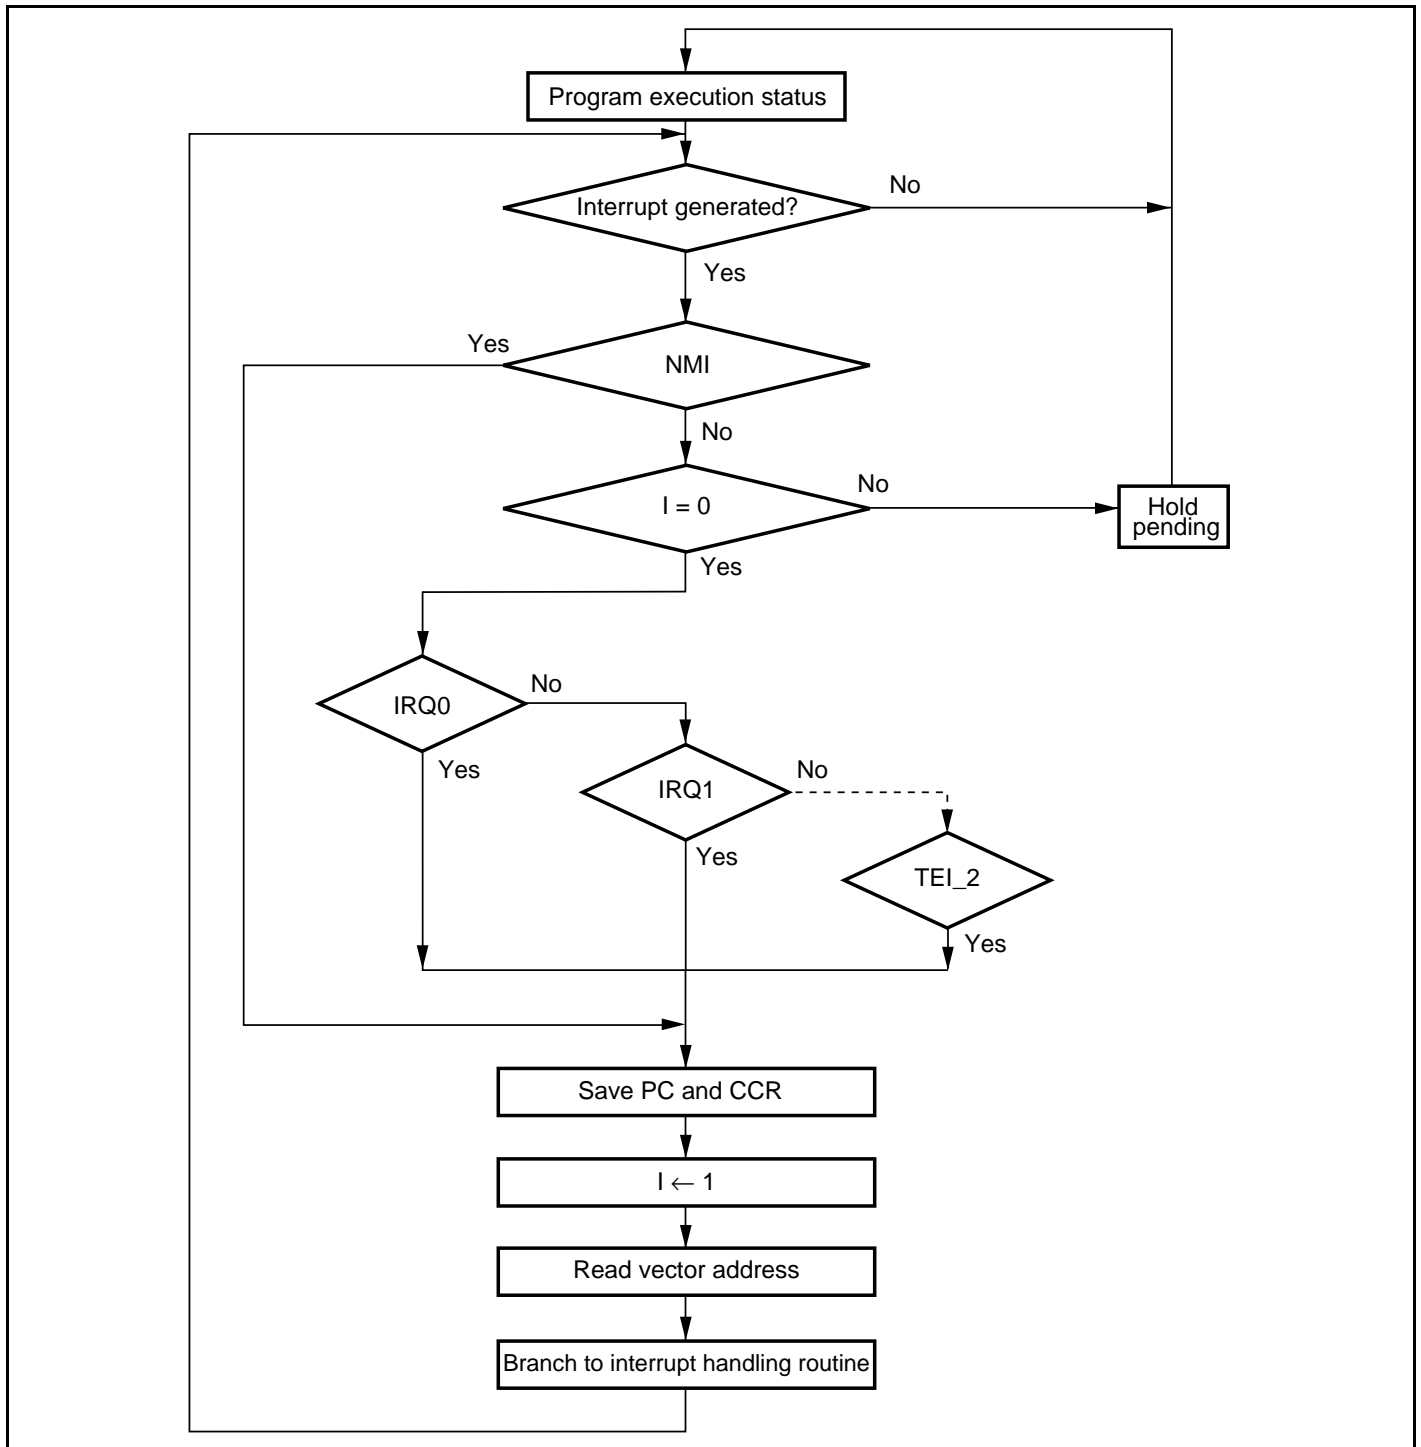 Program execution status
Interrupt generated?
No
Yes
Yes
NMI
No
I = 0
No
Hold
pending
Yes
IRQ0
No
Yes
IRQ1
No
Yes
TEI_2
Yes
Save PC and CCR
I ← 1
Read vector address
Branch to interrupt handling routine